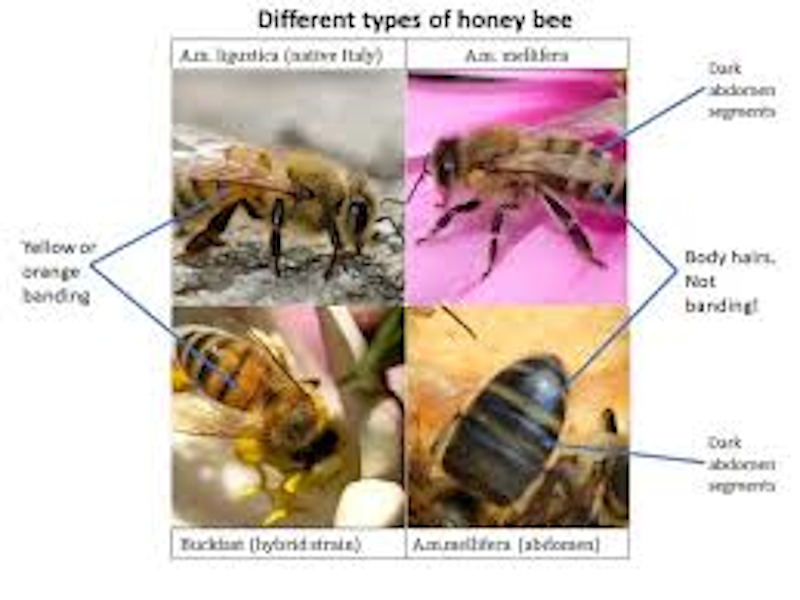 Different types of honey bee
A.m. ligustica (native Italy)
A.m. mellifera
Dark
abdomen
segments
Yellow or
orange
banding
Body hairs,
Not
banding!
Dark
abdomen
segments
Buckfast (hybrid strain)
A.m.mellifera (abdomen)